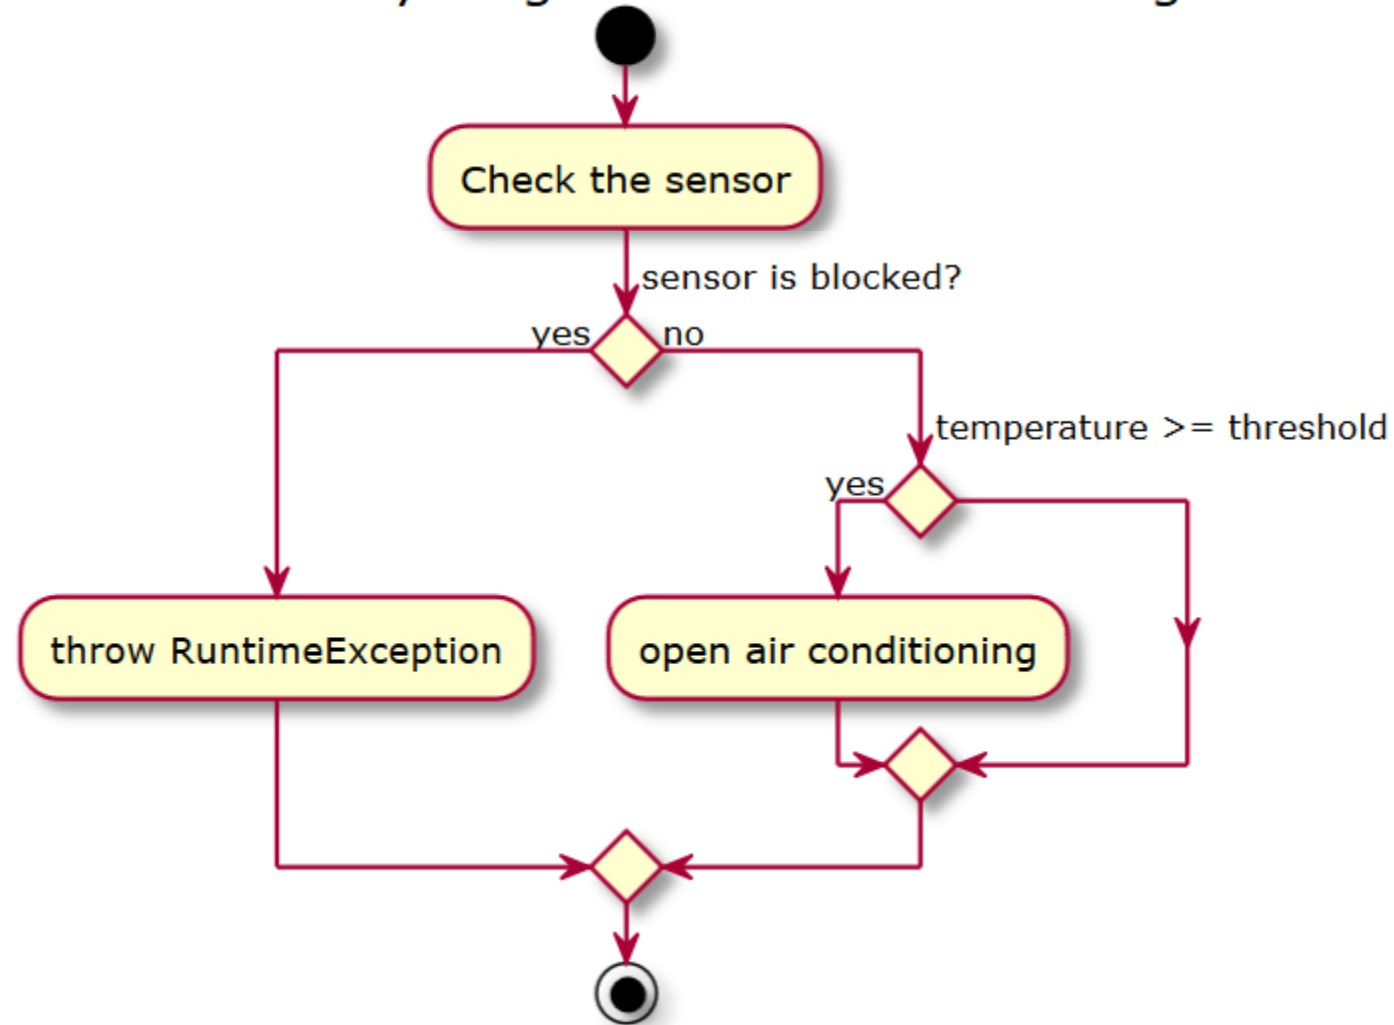 Check the sensor
sensor is blocked?
yes
no
temperature >= threshold
yes
throw RuntimeException
open air conditioning